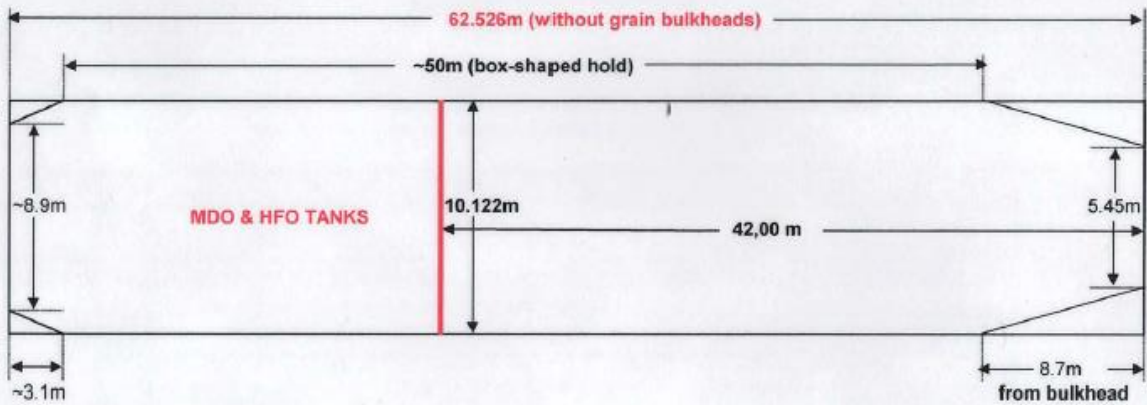 62.526m (without grain bulkheads)
~50m (box-shaped hold)
~8.9m
MDO & HFO TANKS
10.122m
42,00 m
5.45m
~3.1m
8.7m
from bulkhead